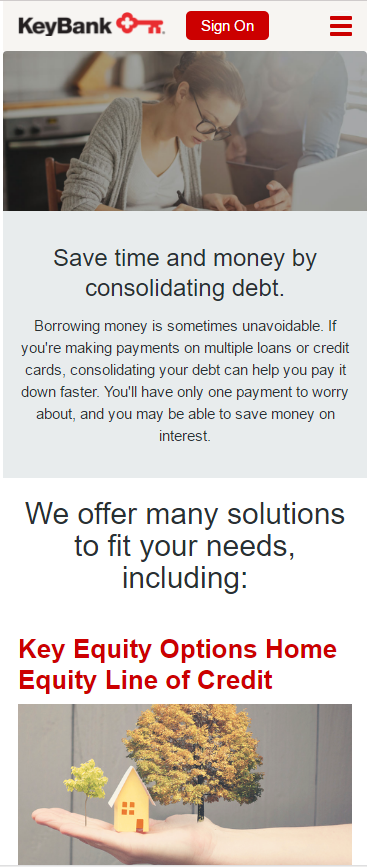 KeyBank
Sign On
Save time and money by
consolidating debt.
Borrowing money is sometimes unavoidable. If
you're making payments on multiple loans or credit
cards, consolidating your debt can help you pay it
down faster. You'll have only one payment to worry
about, and you may be able to save money on
interest.
We offer many solutions
to fit your needs,
including:
Key Equity Options Home
Equity Line of Credit